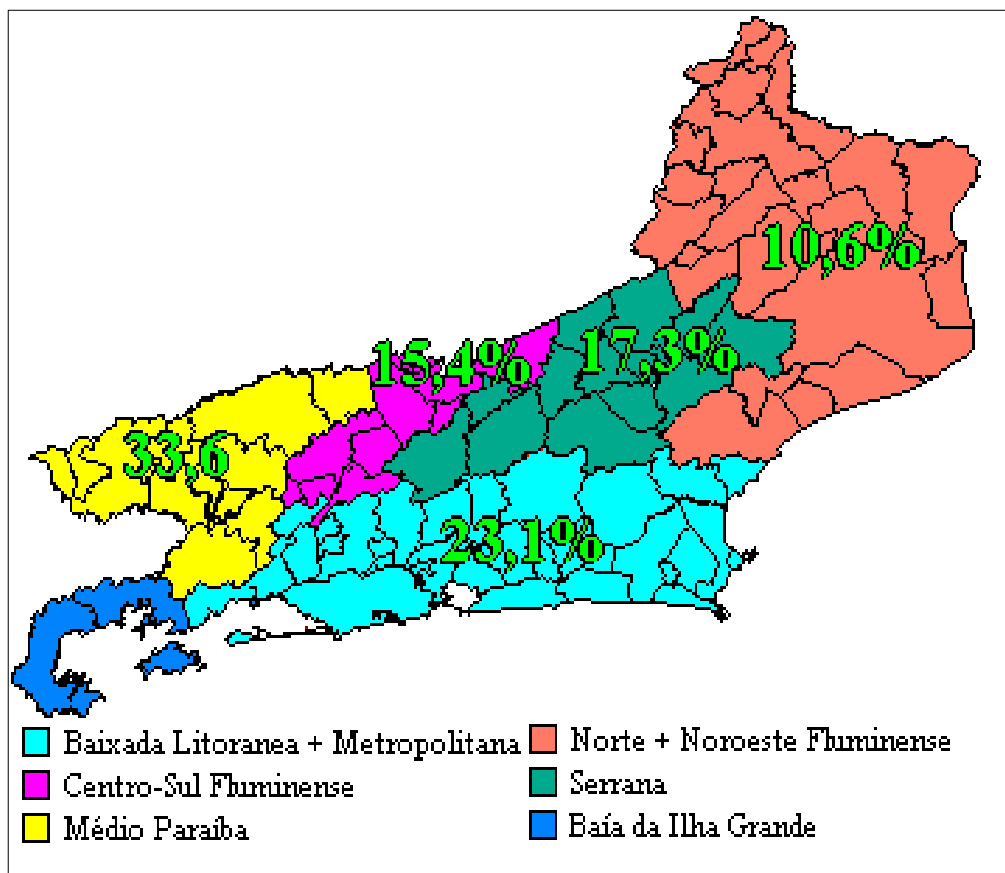 10,6%
15,4%
17,3%
33,6
23,1%
Baixada Litoranea + Metropolitana
Norte + Noroeste Fluminense
Centro-Sul Fluminense
Serrana
Médio Paraíba
Baía da Ilha Grande